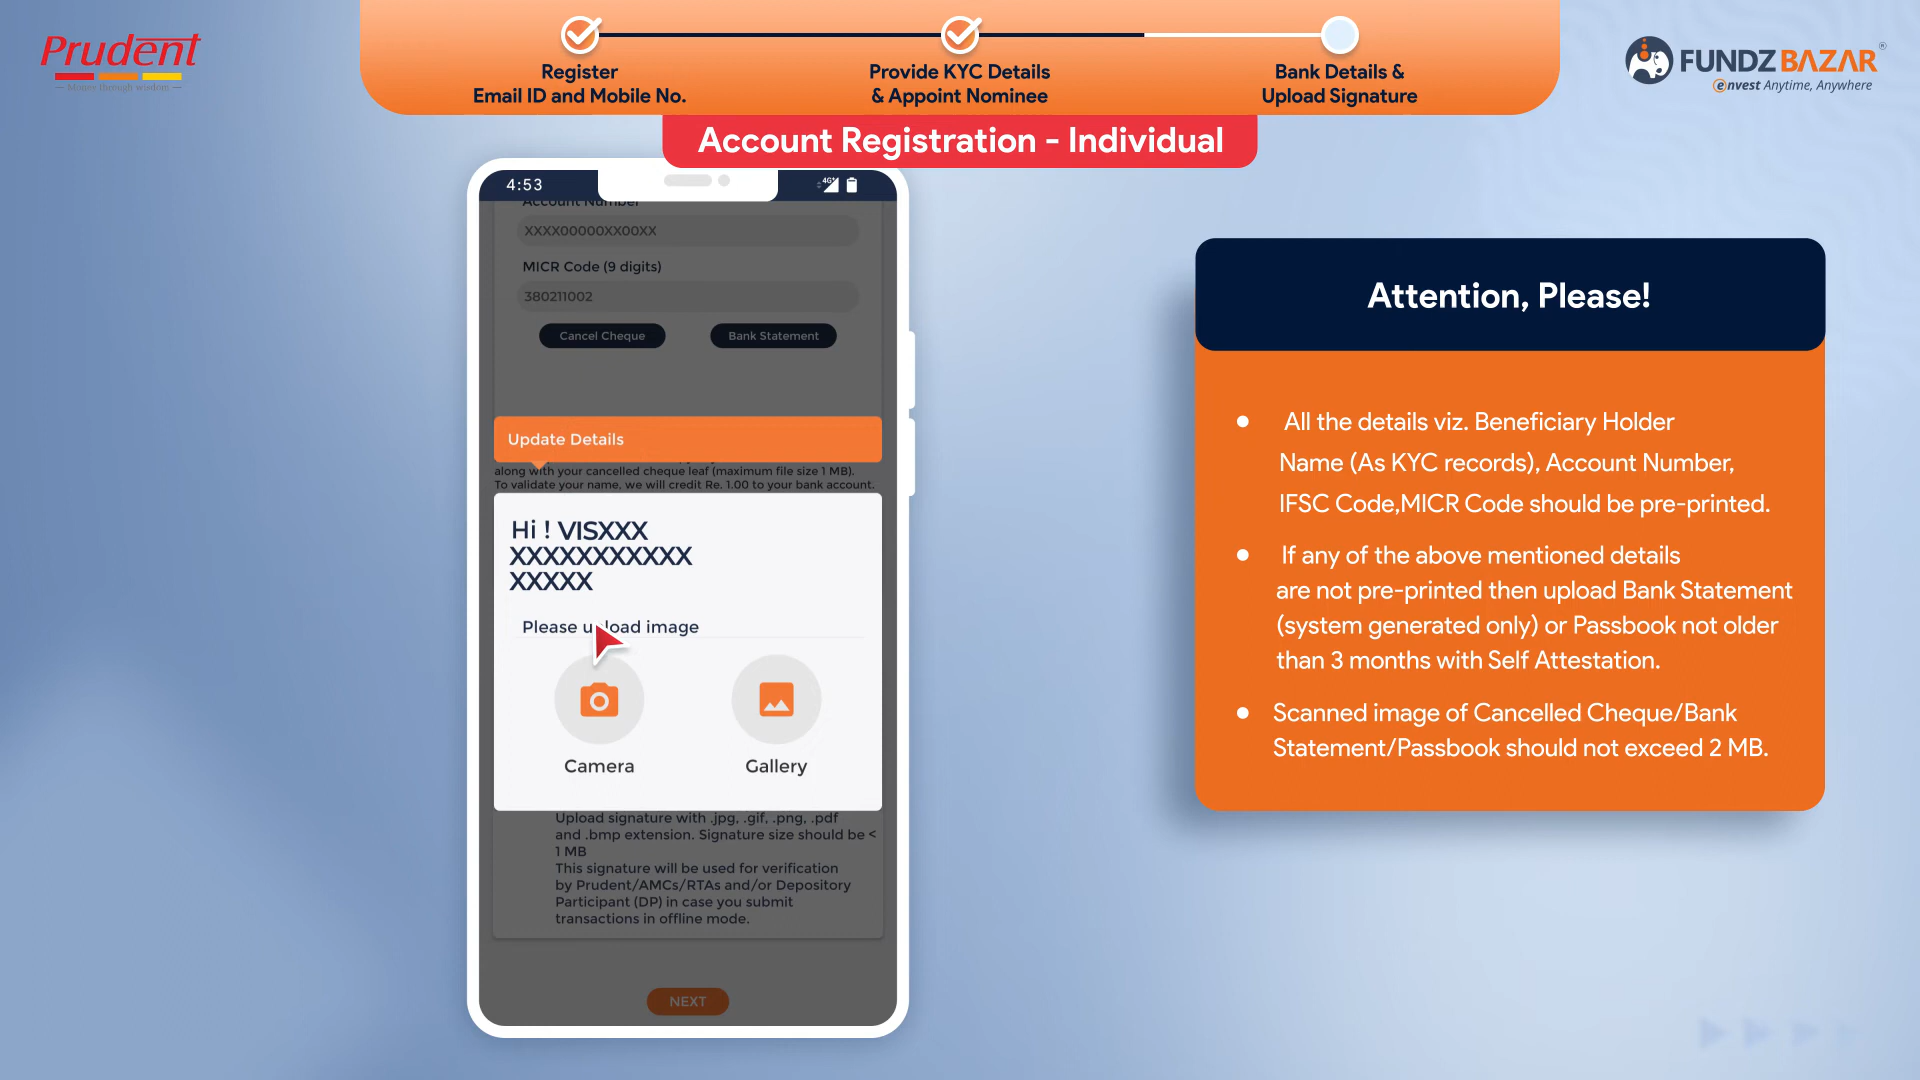 Prudent
Money through wisdom
Register
Email ID and Mobile No.
Provide KYC Details
& Appoint Nominee
Bank Details &
Upload Signature
FUNDZ BAZAR®
envest Anytime, Anywhere
Account Registration - Individual
4:53
4G+
Account Number
XXXX00000XX00XX
MICR Code (9 digits)
380211002
Cancel Cheque
Bank Statement
Update Details
along with your cancelled cheque leaf (maximum file size 1 MB).
To validate your name, we will credit Re. 1.00 to your bank account.
Hi ! VISXXX
XXXXXXXXXXX
XXXXX
Please upload image
Camera
Gallery
Upload signature with .jpg, .gif, .png, .pdf
and .bmp extension. Signature size should be <
1 MB
This signature will be used for verification
by Prudent/AMCs/RTAs and/or Depository
Participant (DP) in case you submit
transactions in offline mode.
NEXT
Attention, Please!
All the details viz. Beneficiary Holder
Name (As KYC records), Account Number,
IFSC Code,MICR Code should be pre-printed.
If any of the above mentioned details
are not pre-printed then upload Bank Statement
(system generated only) or Passbook not older
than 3 months with Self Attestation.
Scanned image of Cancelled Cheque/Bank
Statement/Passbook should not exceed 2 MB.